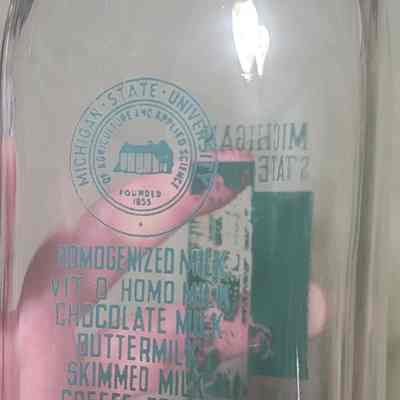 MICHIGAN · STATE · UNIVERSITY
OF AGRICULTURE AND APPLIED SCIENCE
FOUNDED
1855
MICHIGAN
STATE
HOMOGENIZED MILK
VIT D HOMO MILK
CHOCOLATE MILK
BUTTERMILK
SKIMMED MILK
COFFEE